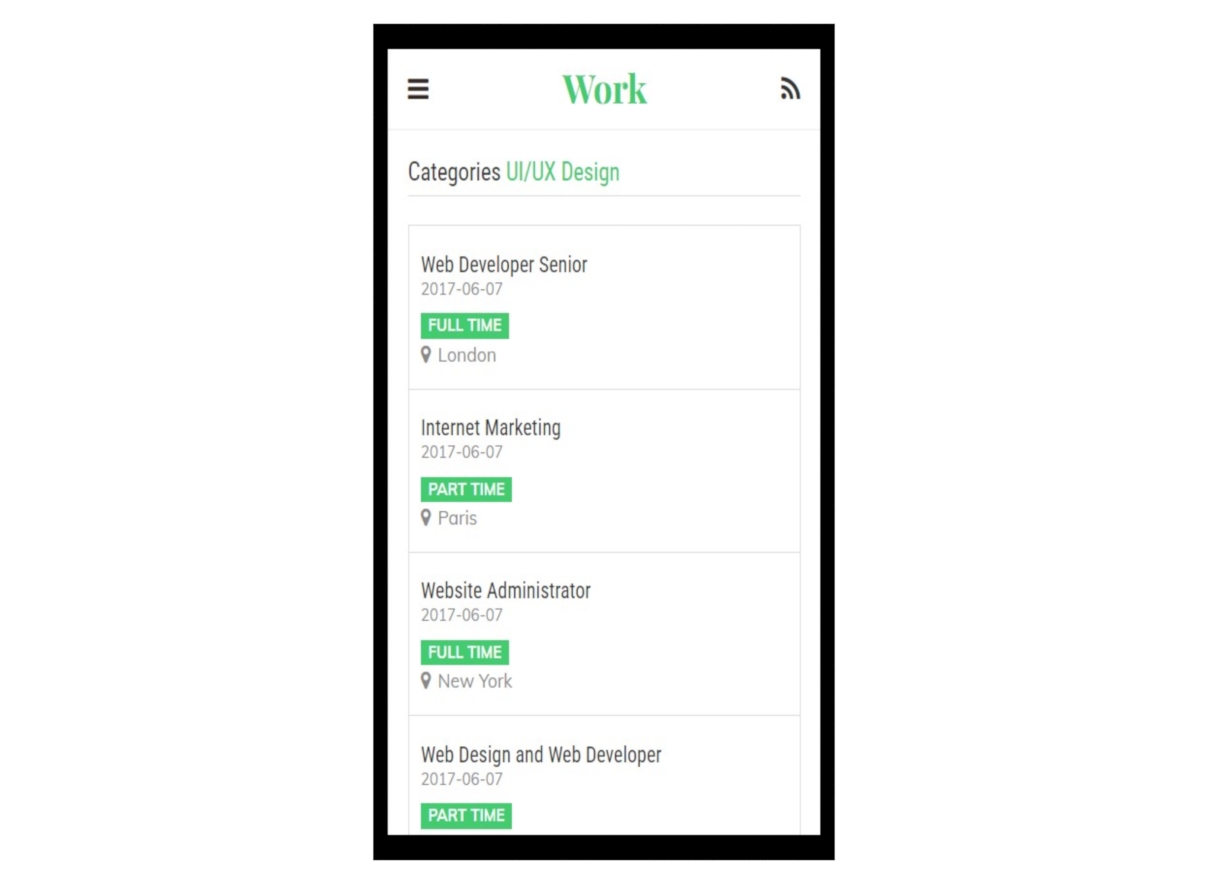 Work
Categories UI/UX Design
Web Developer Senior
2017-06-07
FULL TIME
London
Internet Marketing
2017-06-07
PART TIME
Paris
Website Administrator
2017-06-07
FULL TIME
New York
Web Design and Web Developer
2017-06-07
PART TIME